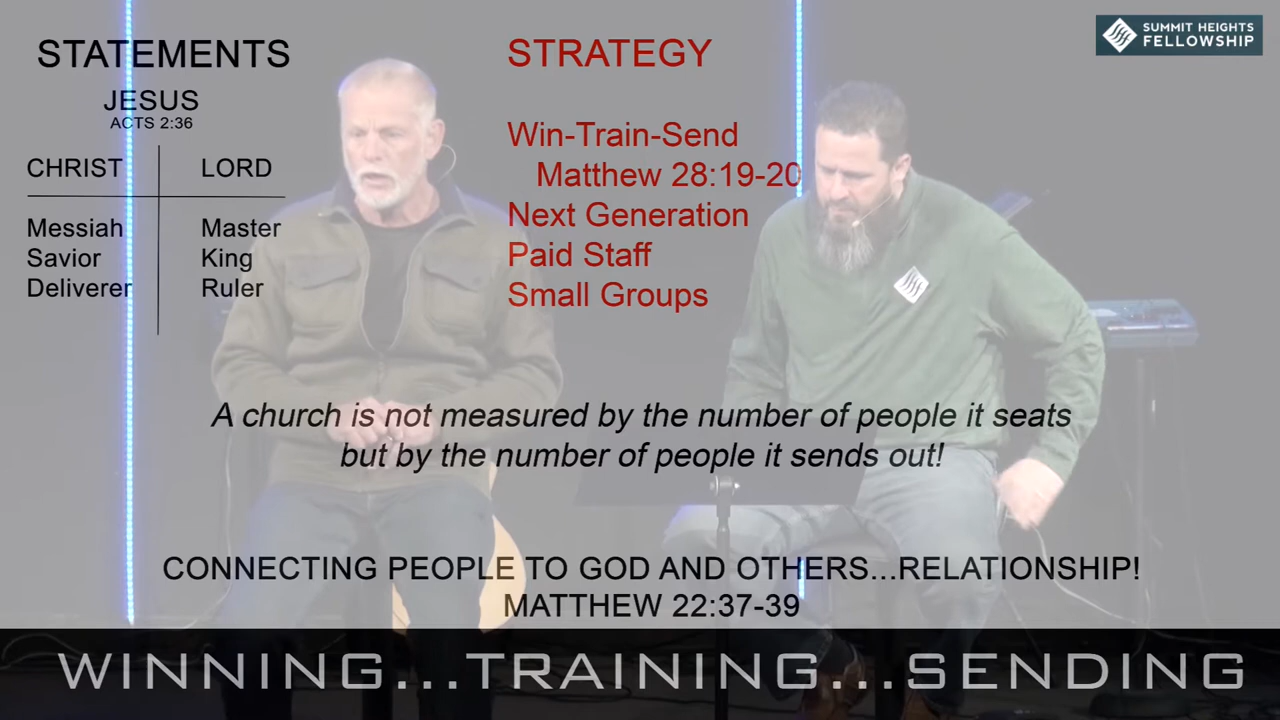 STATEMENTS
JESUS
ACTS 2:36
CHRIST LORD
Messiah Master
Savior King
Deliverer Ruler
STRATEGY
Win-Train-Send
Matthew 28:19-20
Next Generation
Paid Staff
Small Groups
SUMMIT HEIGHTS
FELLOWSHIP
A church is not measured by the number of people it seats
but by the number of people it sends out!
CONNECTING PEOPLE TO GOD AND OTHERS...RELATIONSHIP!
MATTHEW 22:37-39
WINNING...TRAINING...SENDING